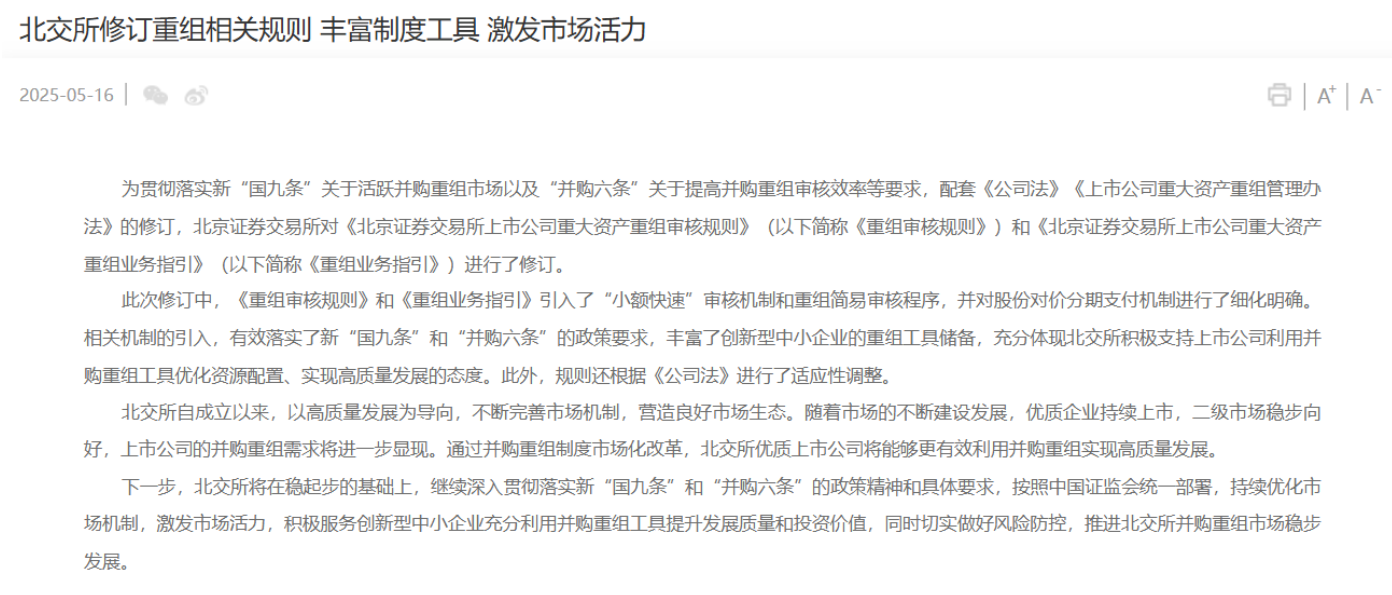 北交所修订重组相关规则 丰富制度工具 激发市场活力
2025-05-16
A+
A-
为贯彻落实新“国九条”关于活跃并购重组市场以及“并购六条”关于提高并购重组审核效率等要求，配套《公司法》《上市公司重大资产重组管理办
法》的修订，北京证券交易所对《北京证券交易所上市公司重大资产重组审核规则》（以下简称《重组审核规则》）和《北京证券交易所上市公司重大资产
重组业务指引》（以下简称《重组业务指引》）进行了修订。
此次修订中，《重组审核规则》和《重组业务指引》引入了“小额快速”审核机制和重组简易审核程序，并对股份对价分期支付机制进行了细化明确。
相关机制的引入，有效落实了新“国九条”和“并购六条”的政策要求，丰富了创新型中小企业的重组工具储备，充分体现北交所积极支持上市公司利用并
购重组工具优化资源配置、实现高质量发展的态度。此外，规则还根据《公司法》进行了适应性调整。
北交所自成立以来，以高质量发展为导向，不断完善市场机制，营造良好市场生态。随着市场的不断建设发展，优质企业持续上市，二级市场稳步向
好，上市公司的并购重组需求将进一步显现。通过并购重组制度市场化改革，北交所优质上市公司将能够更有效利用并购重组实现高质量发展。
下一步，北交所将在稳起步的基础上，继续深入贯彻落实新“国九条”和“并购六条”的政策精神和具体要求，按照中国证监会统一部署，持续优化市
场机制，激发市场活力，积极服务创新型中小企业充分利用并购重组工具提升发展质量和投资价值，同时切实做好风险防控，推进北交所并购重组市场稳步
发展。